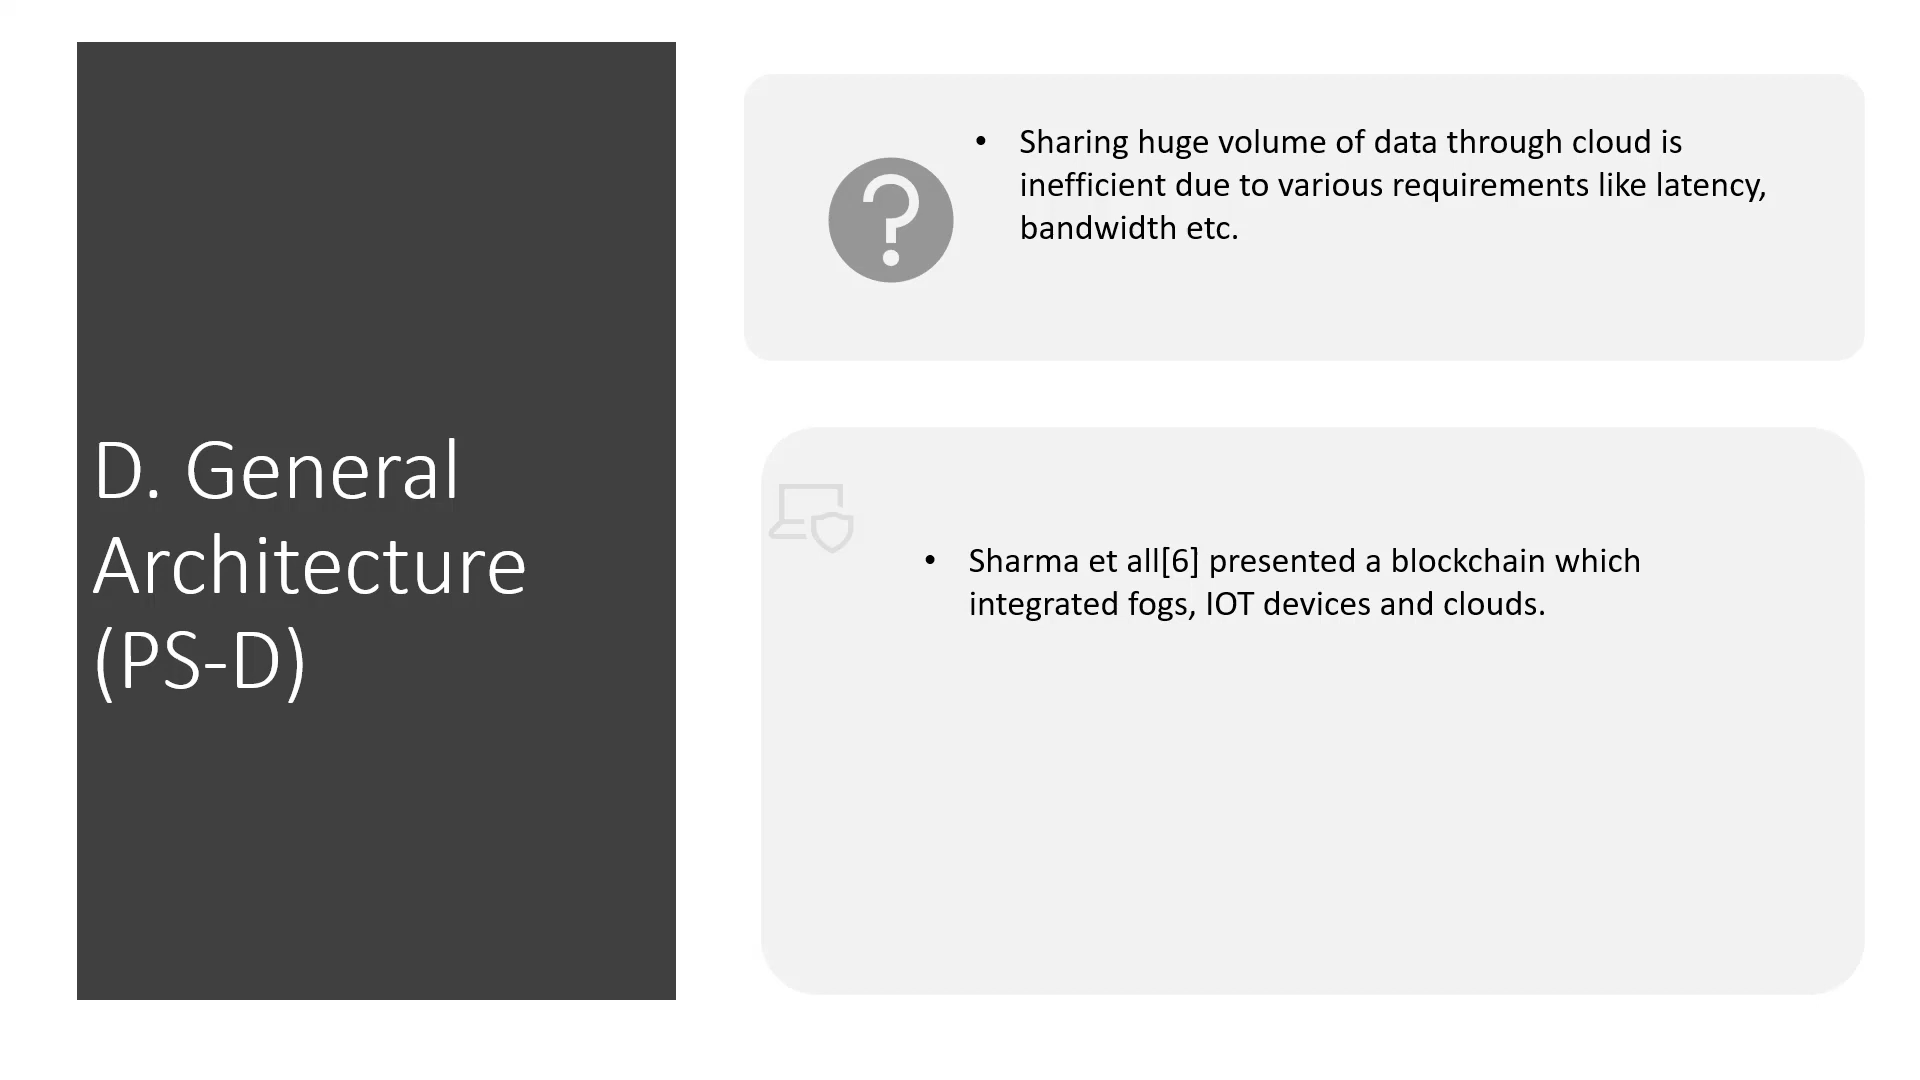 D. General
Architecture
(PS-D)
• Sharing huge volume of data through cloud is
inefficient due to various requirements like latency,
bandwidth etc.
• Sharma et all[6] presented a blockchain which
integrated fogs, IOT devices and clouds.